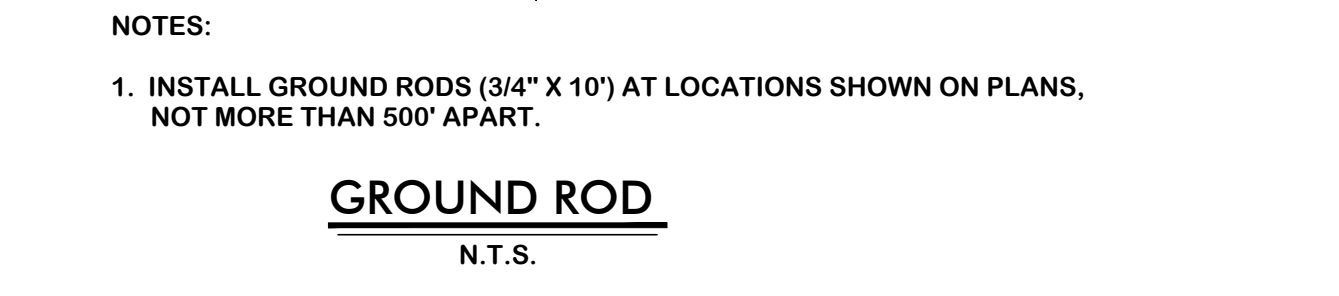 NOTES:
1. INSTALL GROUND RODS (3/4" X 10') AT LOCATIONS SHOWN ON PLANS,
NOT MORE THAN 500' APART.
GROUND ROD
N.T.S.